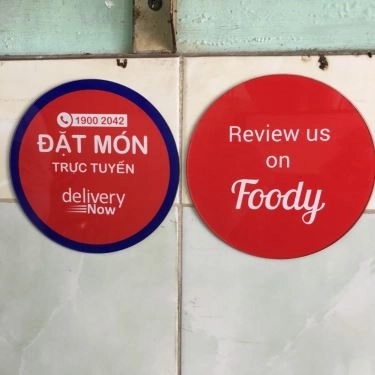 1900 2042
ĐẶT MÓN
TRỰC TUYẾN
delivery
Now
Review us
on
Foody